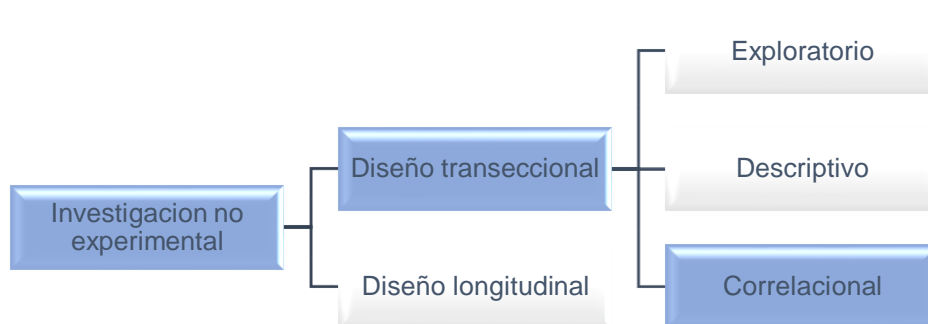 Exploratorio
Diseño transeccional
Descriptivo
Investigacion no
experimental
Diseño longitudinal
Correlacional